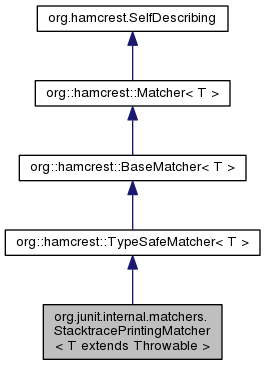 org.hamcrest.SelfDescribing
org::hamcrest::Matcher< T >
org::hamcrest::BaseMatcher< T >
org::hamcrest::TypeSafeMatcher< T >
org.junit.internal.matchers.
StacktracePrintingMatcher
< T extends Throwable >